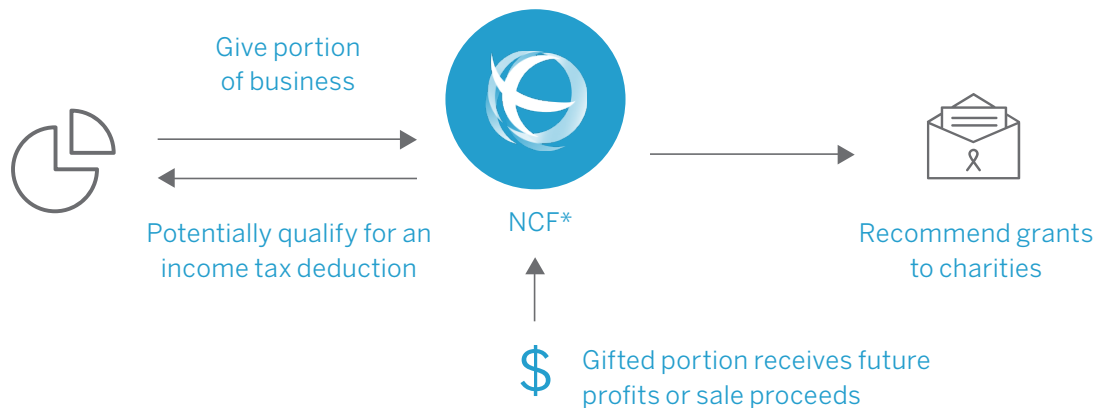 Give portion
of business
Potentially qualify for an
income tax deduction
NCF*
Recommend grants
to charities
$
Gifted portion receives future
profits or sale proceeds